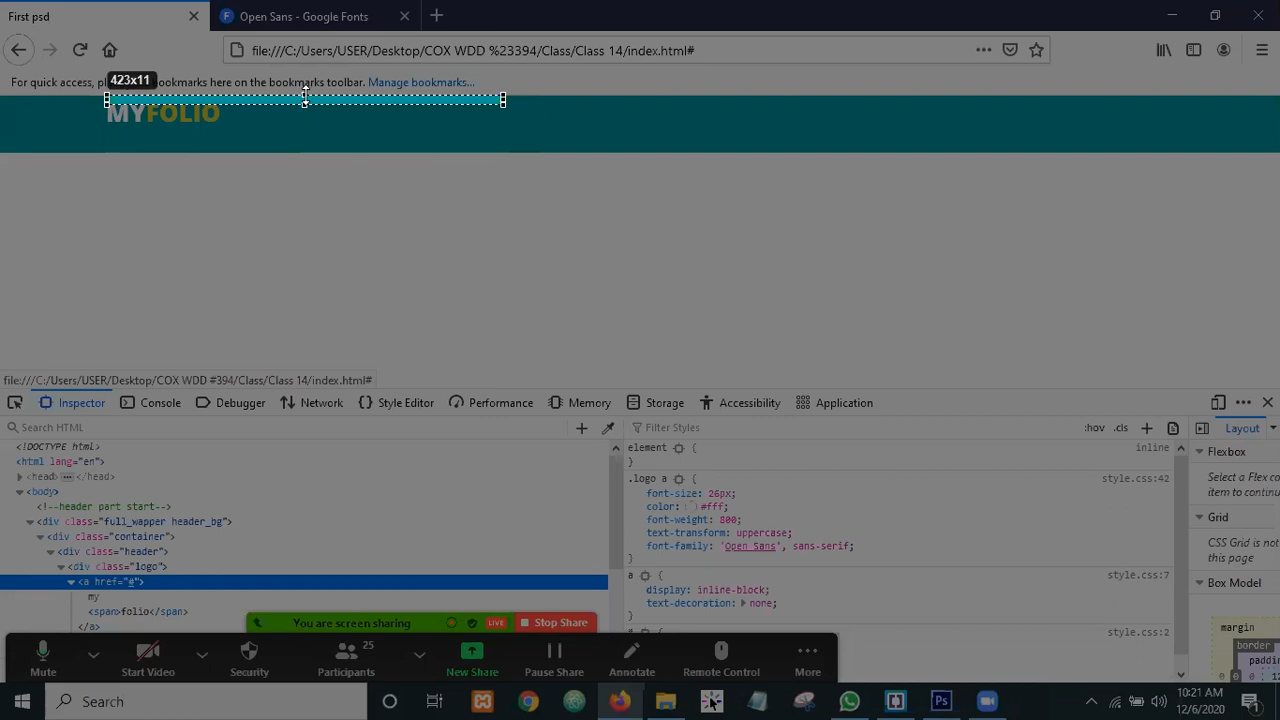 First psd
Open Sans - Google Fonts
file:///C:/Users/USER/Desktop/COX WDD %23394/Class/Class 14/index.html#
For quick access, pl
ookmarks here on the bookmarks toolbar. Manage bookmarks...
423x11
MYFOLIO
file:///C:/Users/USER/Desktop/COX WDD #394/Class/Class 14/index.html#
Inspector
Console
Debugger
Network
Style Editor
Performance
Memory
Storage
Accessibility
Application
Search HTML
Filter Styles
:hov .cls
Layout
<!DOCTYPE html>
<html lang="en">
<head> ••• </head>
<body>
<!--header part start-->
<div class="full_wapper header_bg">
<div class="container">
<div class="header">
<div class="logo">
<a href="#">
my
<span>folio</span>
</a>
element {
inline
}
.logo a {
style.css:42
font-size: 26px;
color: #fff;
font-weight: 800;
text-transform: uppercase;
font-family: 'Open Sans', sans-serif;
}
a {
style.css:7
display: inline-block;
text-decoration: none;
}
* {
style.css:2
Flexbox
Select a Flex co
item to continu
Grid
CSS Grid is not
this page
Box Model
margin
border
paddin
0
0
1
You are screen sharing
LIVE
Stop Share
Mute
Start Video
Security
25
Participants
New Share
Pause Share
Annotate
Remote Control
More
Search
10:21 AM
12/6/2020